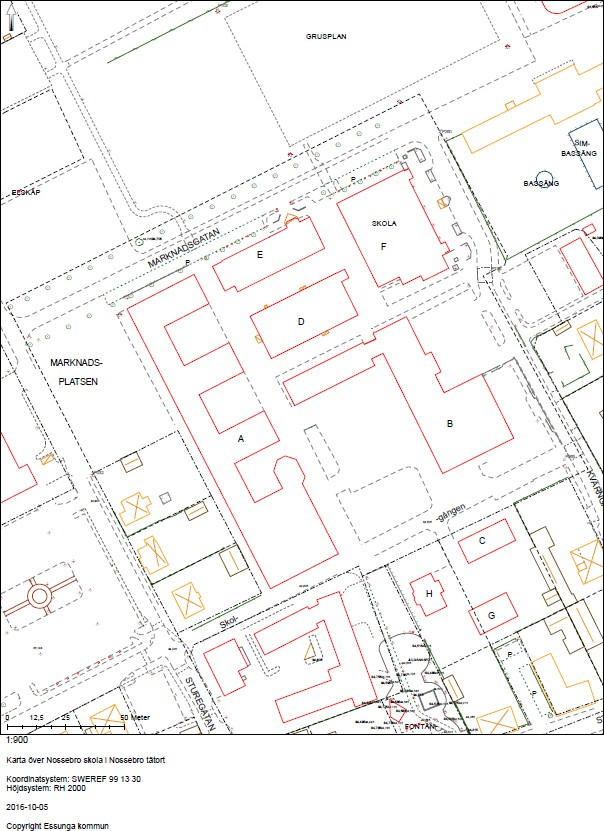 GRUSPLAN
SIM-
BASSÄNG
BASSÄNG
ELSKÅP
P
SKOLA
F
MARKNADSGATAN
P
E
D
MARKNADS-
PLATSEN
A
B
KVARNG
-gången
C
H
G
Skol-
STUREGATAN
P
P
FONTÄN
S
0 12,5 25 50 Meter
1:900
Karta över Nossebro skola i Nossebro tätort
Koordinatsystem: SWEREF 99 13 30
Höjdsystem: RH 2000
2016-10-05
Copyright Essunga kommun